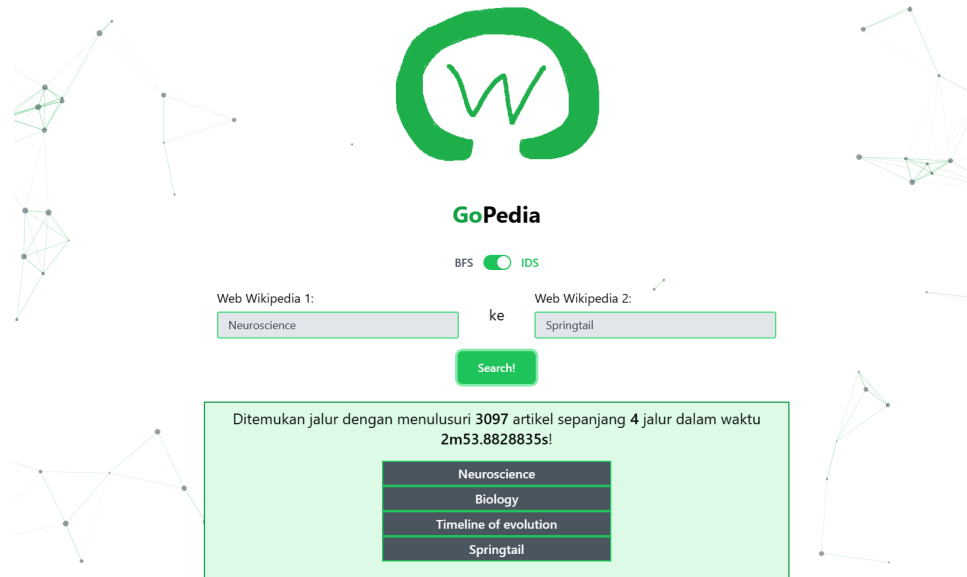 W
GoPedia
BFS IDS
Web Wikipedia 1:
Web Wikipedia 2:
Neuroscience
ke
Springtail
Search!
Ditemukan jalur dengan menulusuri 3097 artikel sepanjang 4 jalur dalam waktu
2m53.8828835s!
Neuroscience
Biology
Timeline of evolution
Springtail